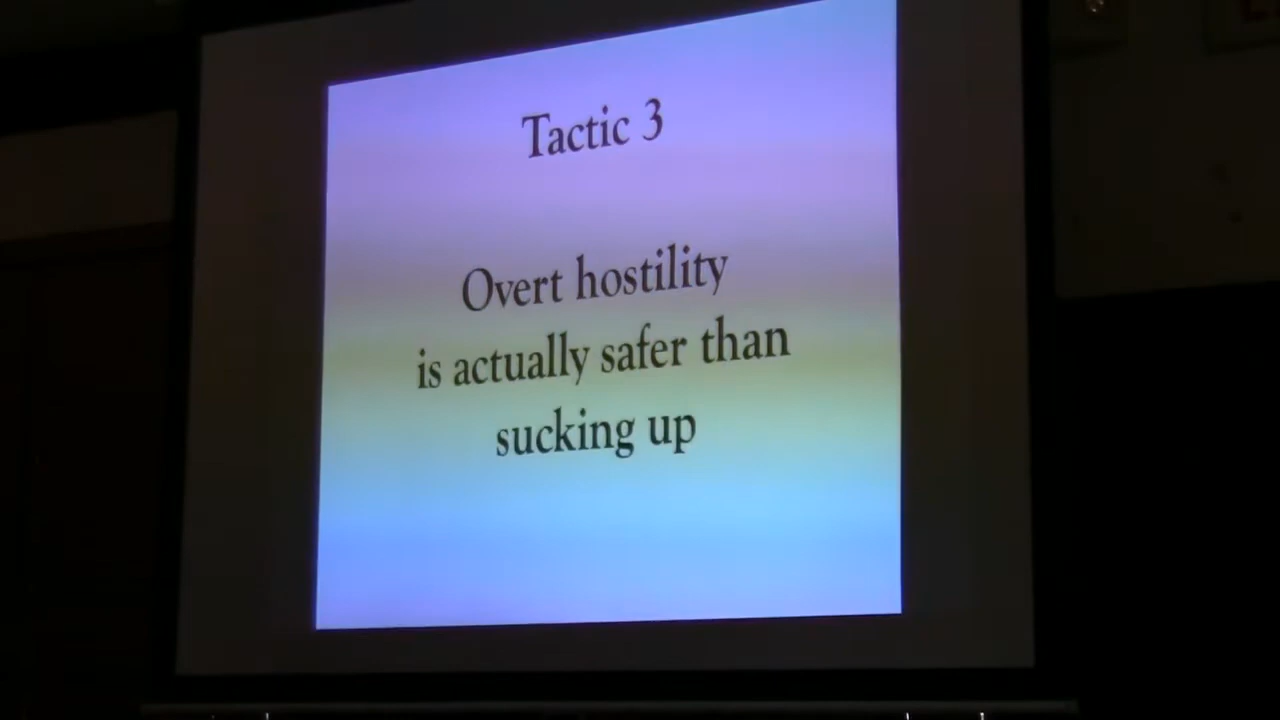 Tactic 3
Overt hostility
is actually safer than
sucking up